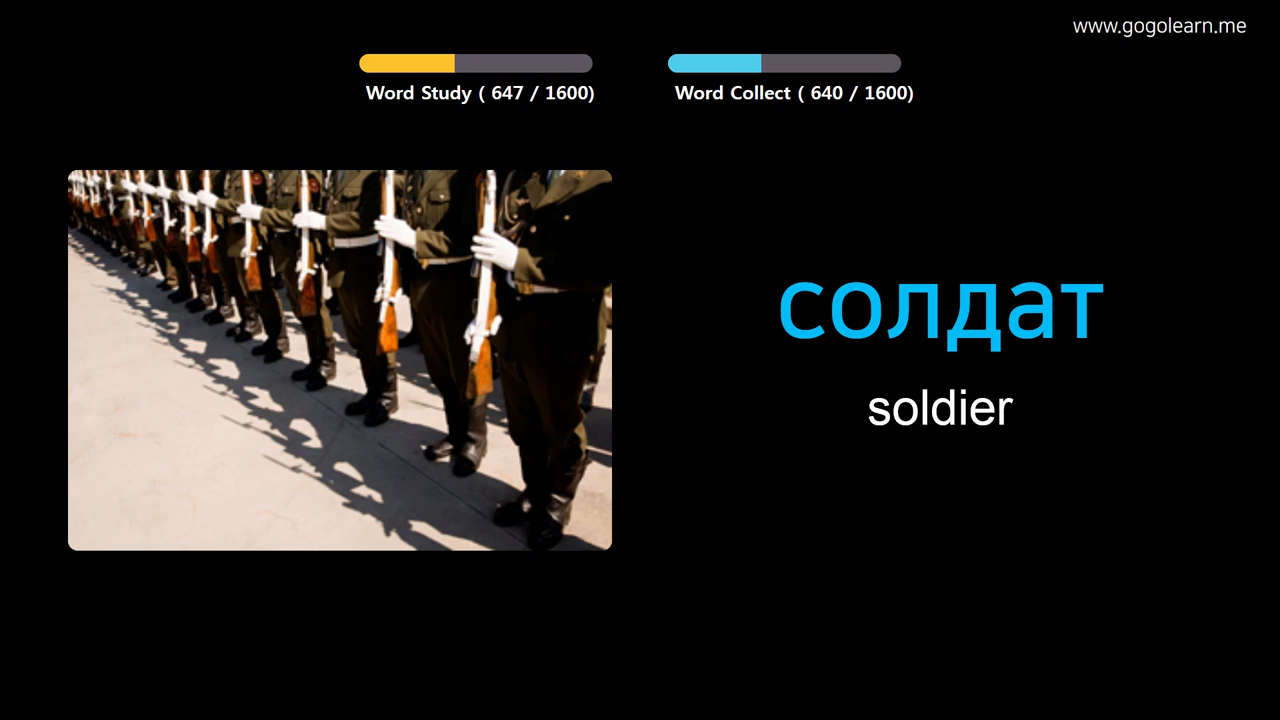 www.gogolearn.me
Word Study ( 647 / 1600)
Word Collect ( 640 / 1600)
солдат
soldier